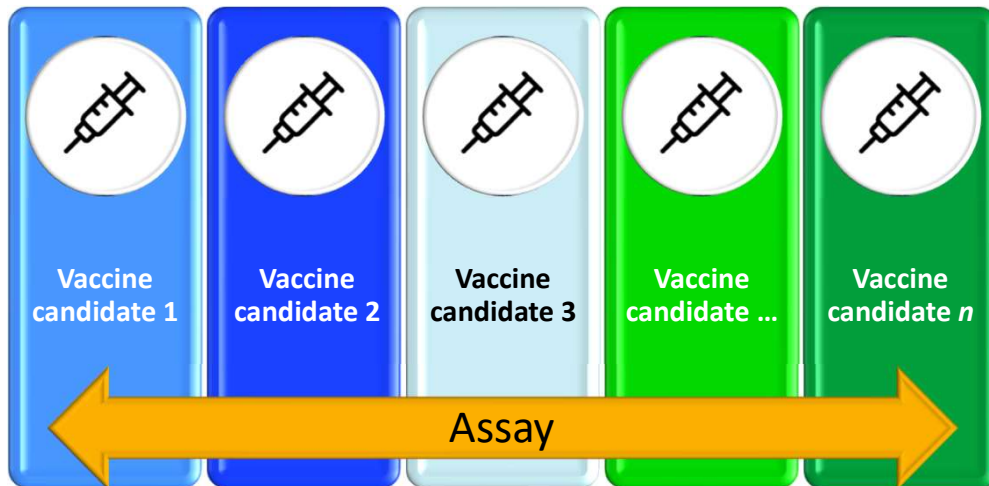 Vaccine
candidate 1
Vaccine
candidate 2
Vaccine
candidate 3
Vaccine
candidate ...
Vaccine
candidate n
Assay